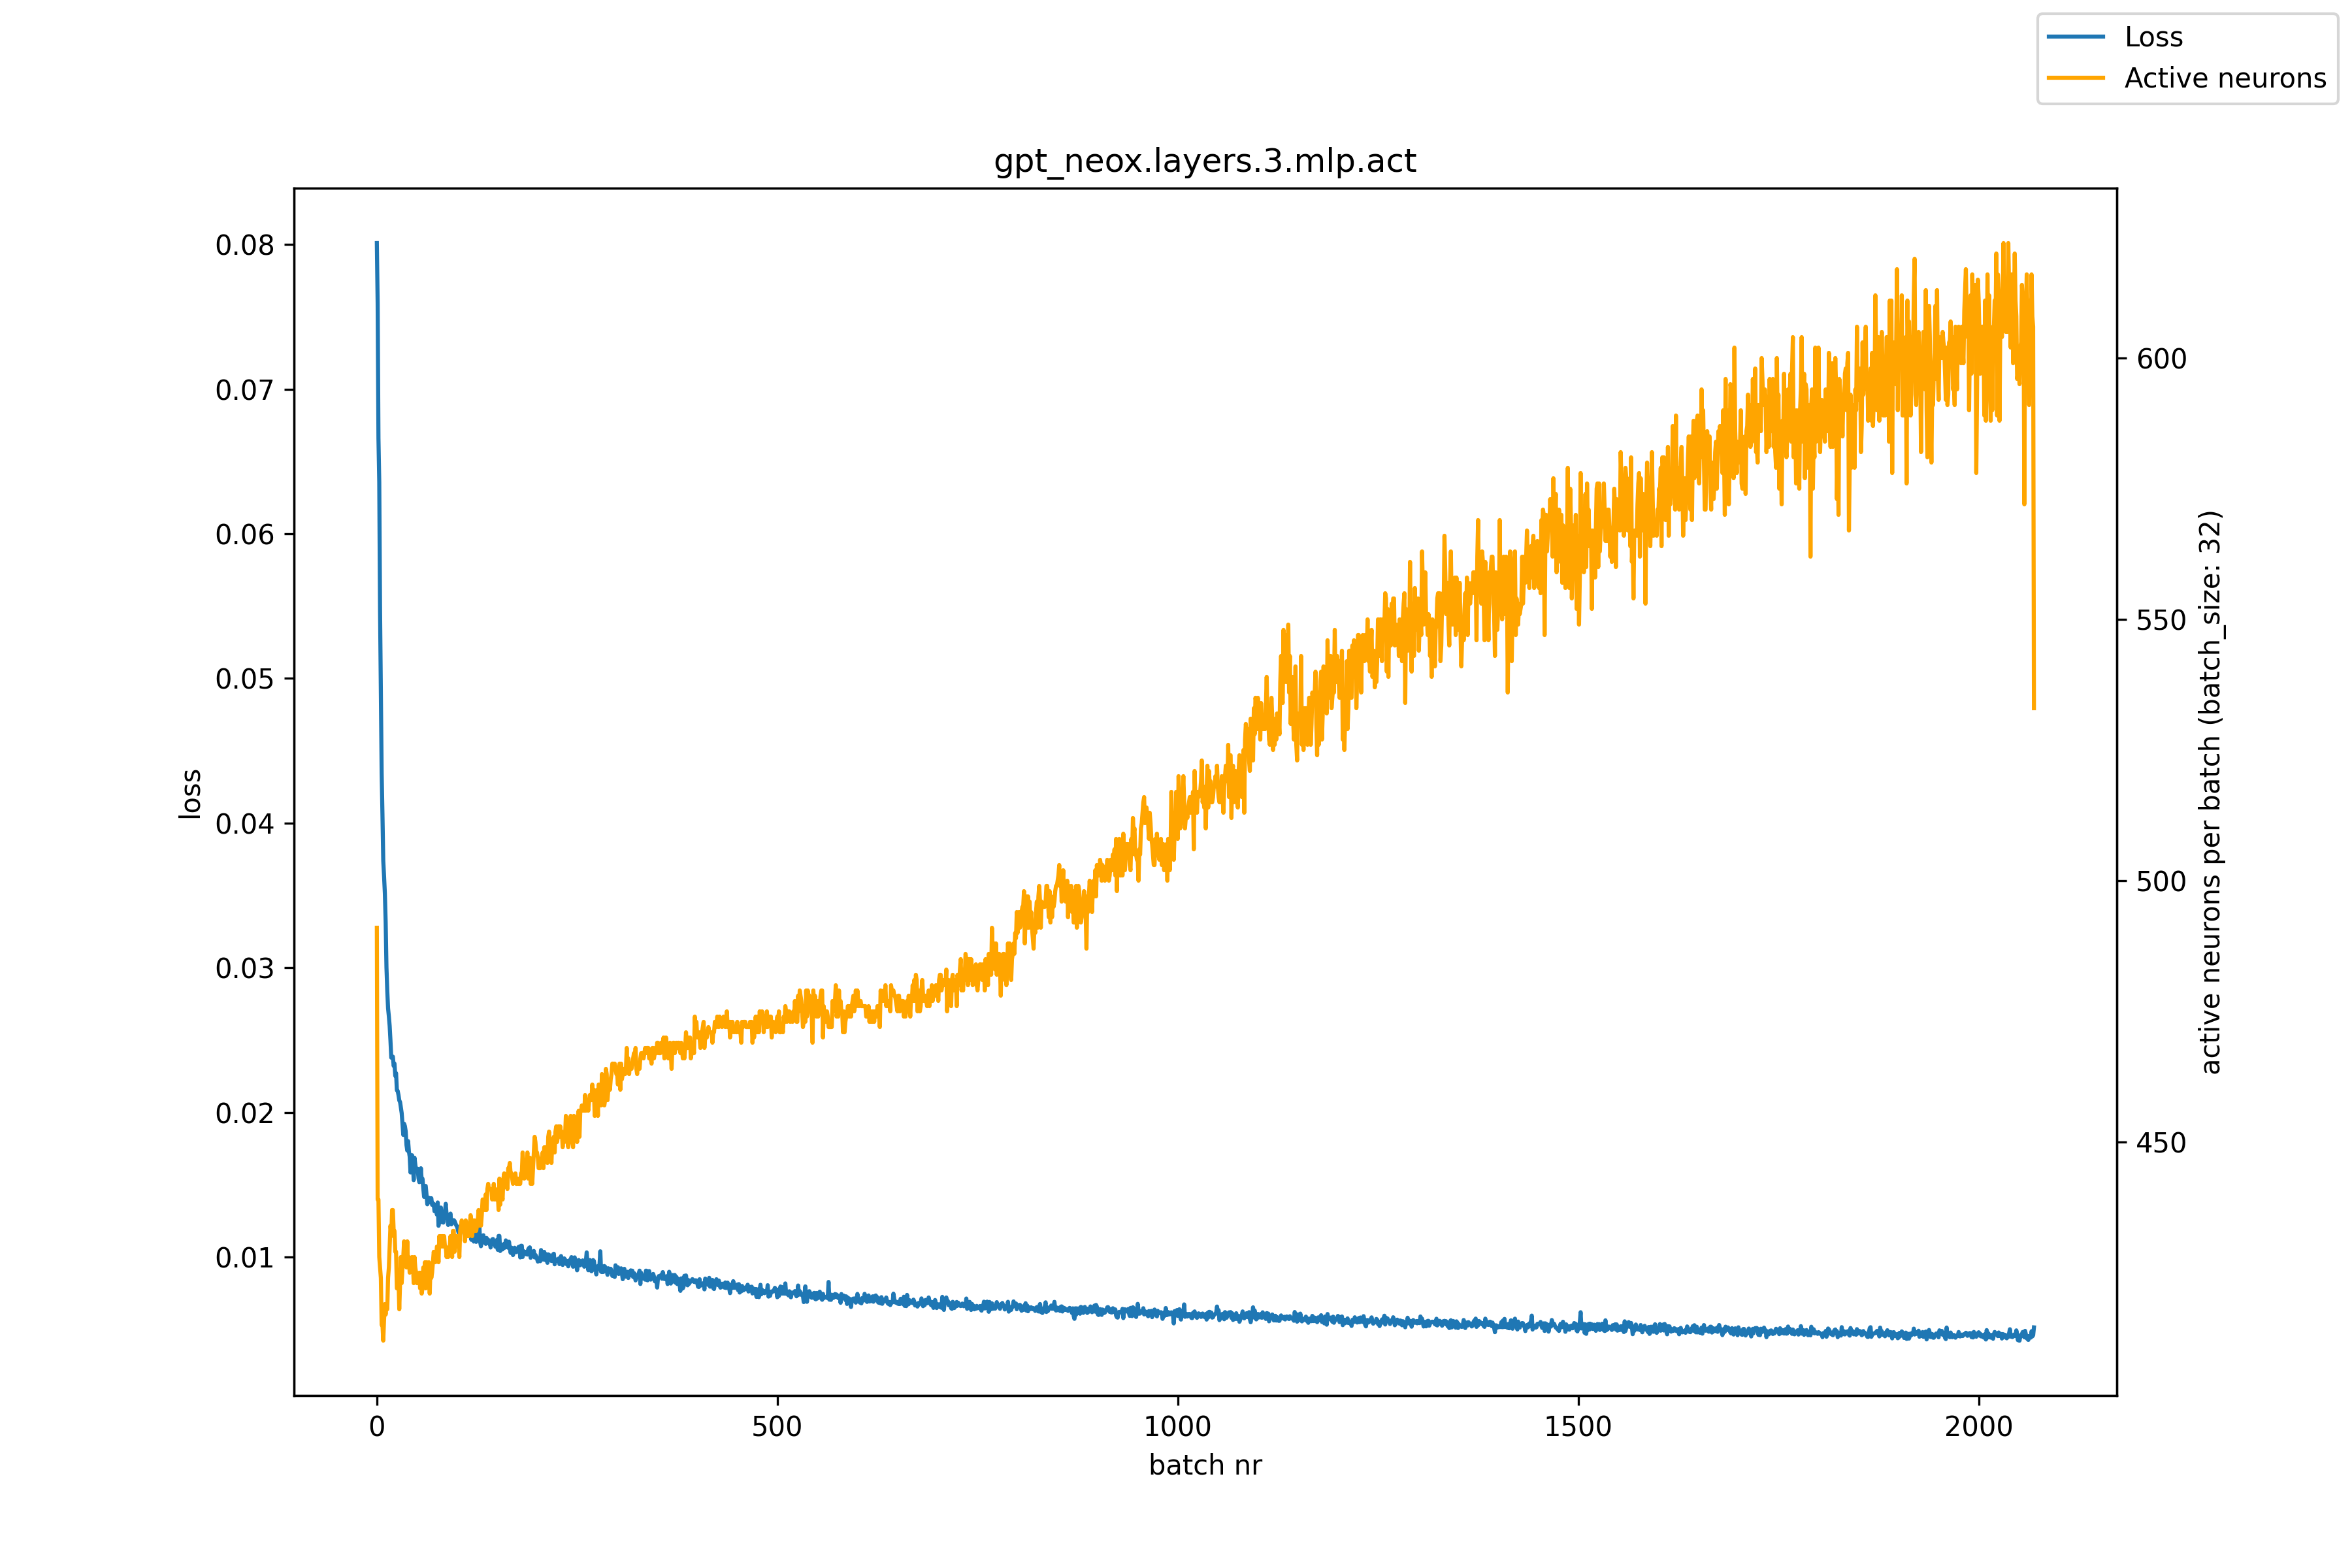 Loss
Active neurons
gpt_neox.layers.3.mlp.act
0.08
0.07
0.06
0.05
0.04
0.03
0.02
0.01
loss
600
550
500
450
active neurons per batch (batch_size: 32)
0
500
1000
1500
2000
batch nr